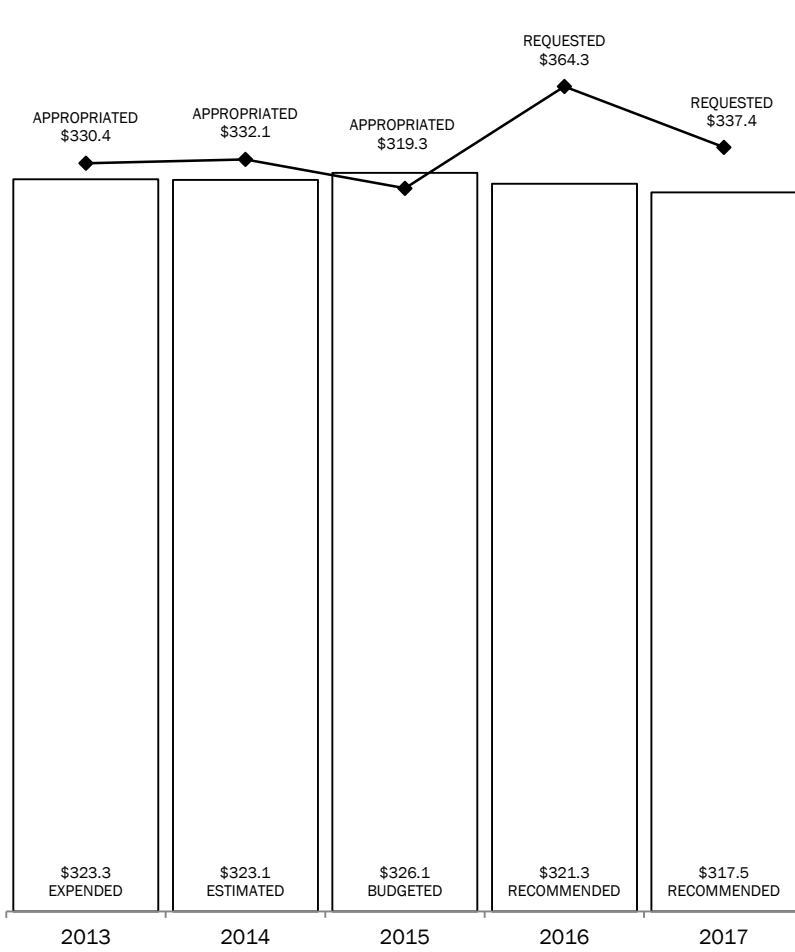 REQUESTED
$364.3
REQUESTED
$337.4
APPROPRIATED
$330.4
APPROPRIATED
$332.1
APPROPRIATED
$319.3
$323.3
EXPENDED
$323.1
ESTIMATED
$326.1
BUDGETED
$321.3
RECOMMENDED
$317.5
RECOMMENDED
2013
2014
2015
2016
2017